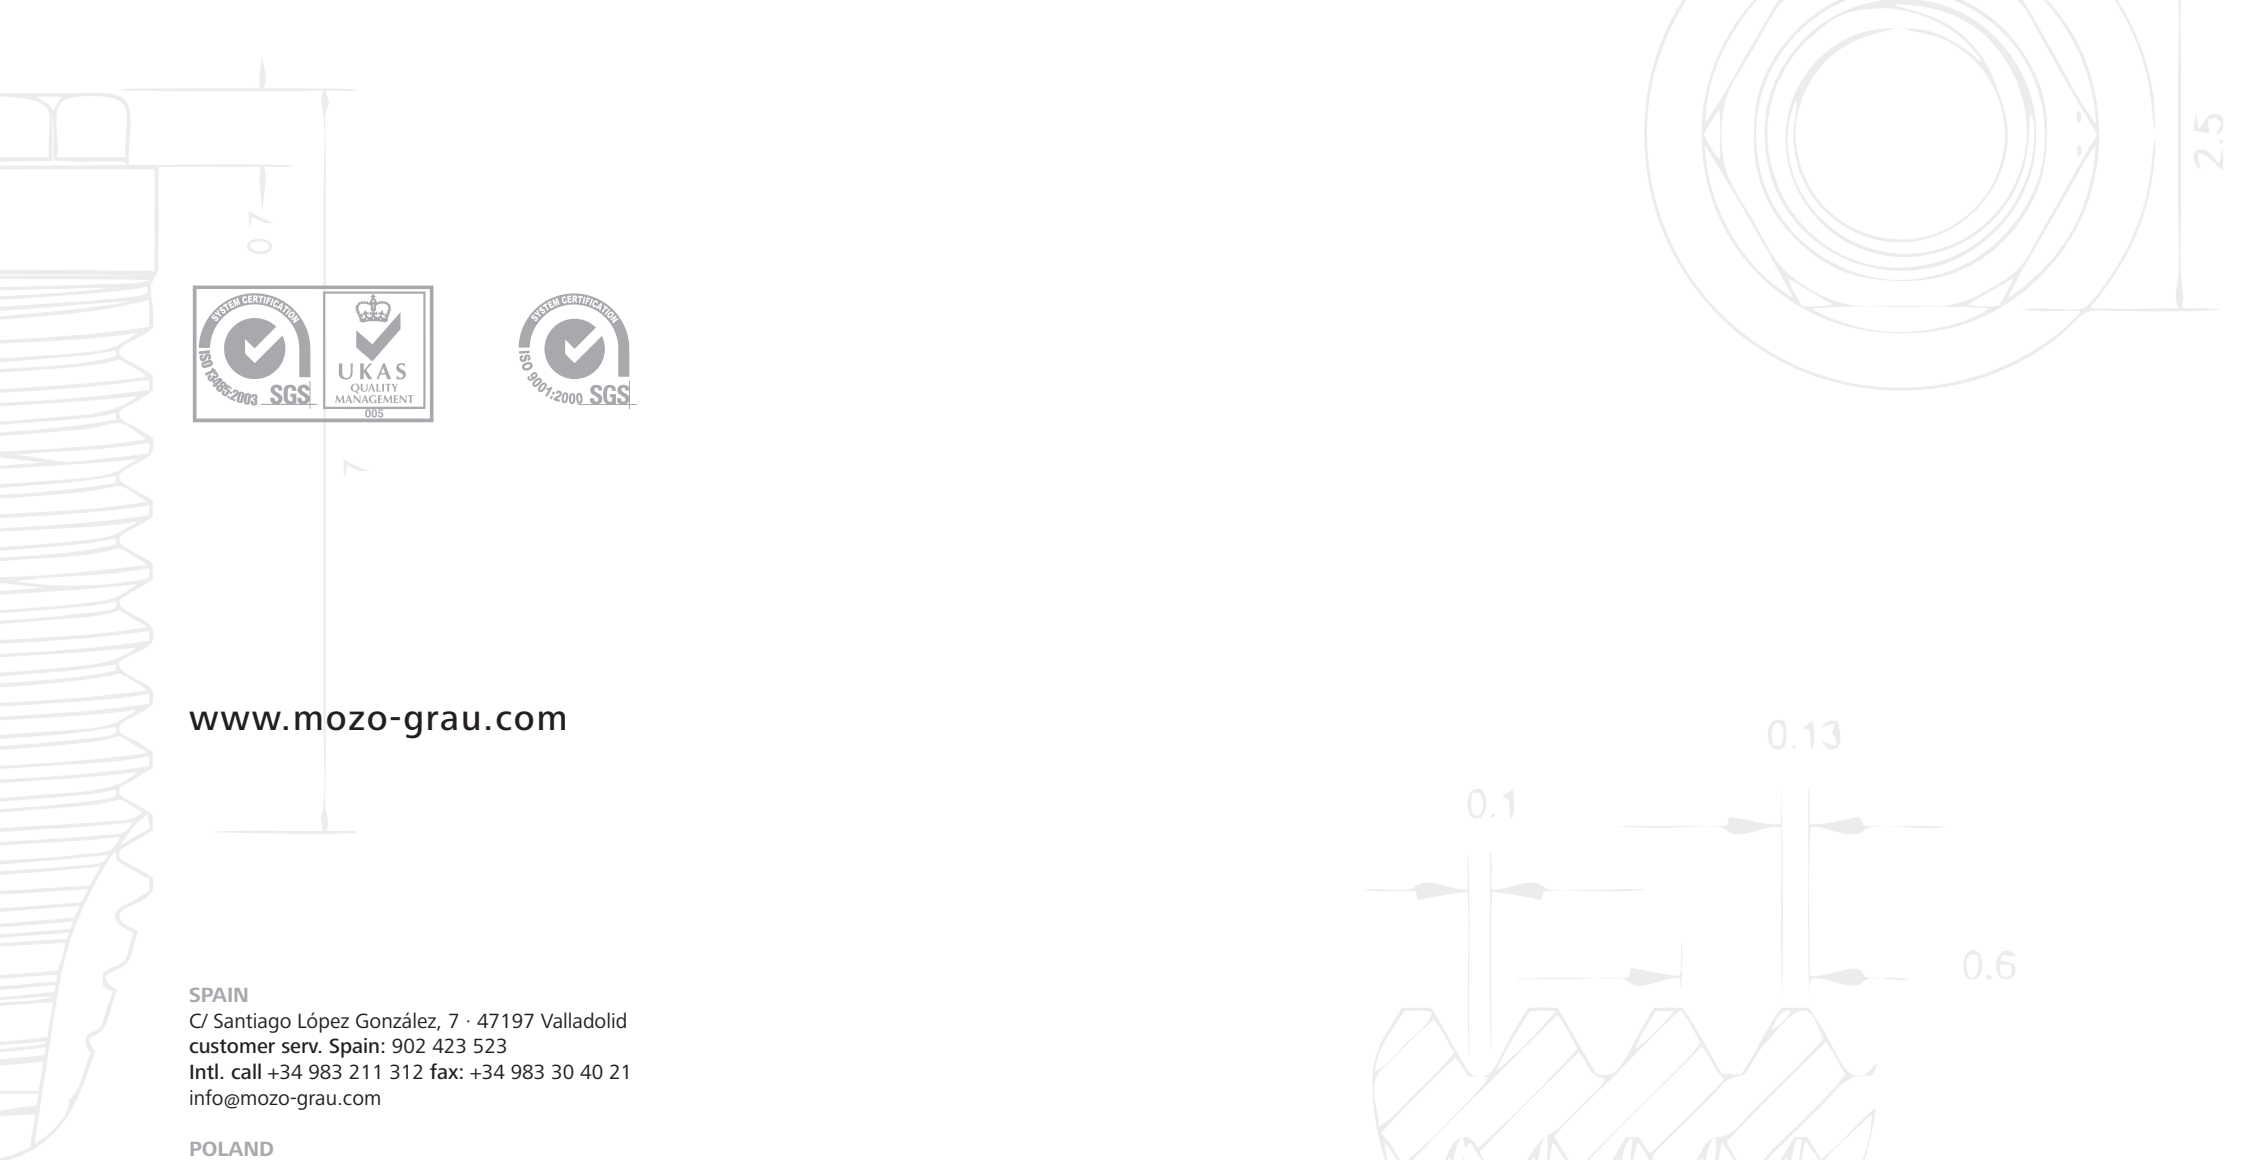 2.5
0 7
SYSTEM CERTIFICATION
ISO 13485:2003
SGS
UKAS
QUALITY
MANAGEMENT
005
SYSTEM CERTIFICATION
ISO 9001:2000
SGS
7
www.mozo-grau.com
0.13
0.1
0.6
SPAIN
C/ Santiago López González, 7 · 47197 Valladolid
customer serv. Spain: 902 423 523
Intl. call +34 983 211 312 fax: +34 983 30 40 21
info@mozo-grau.com
POLAND